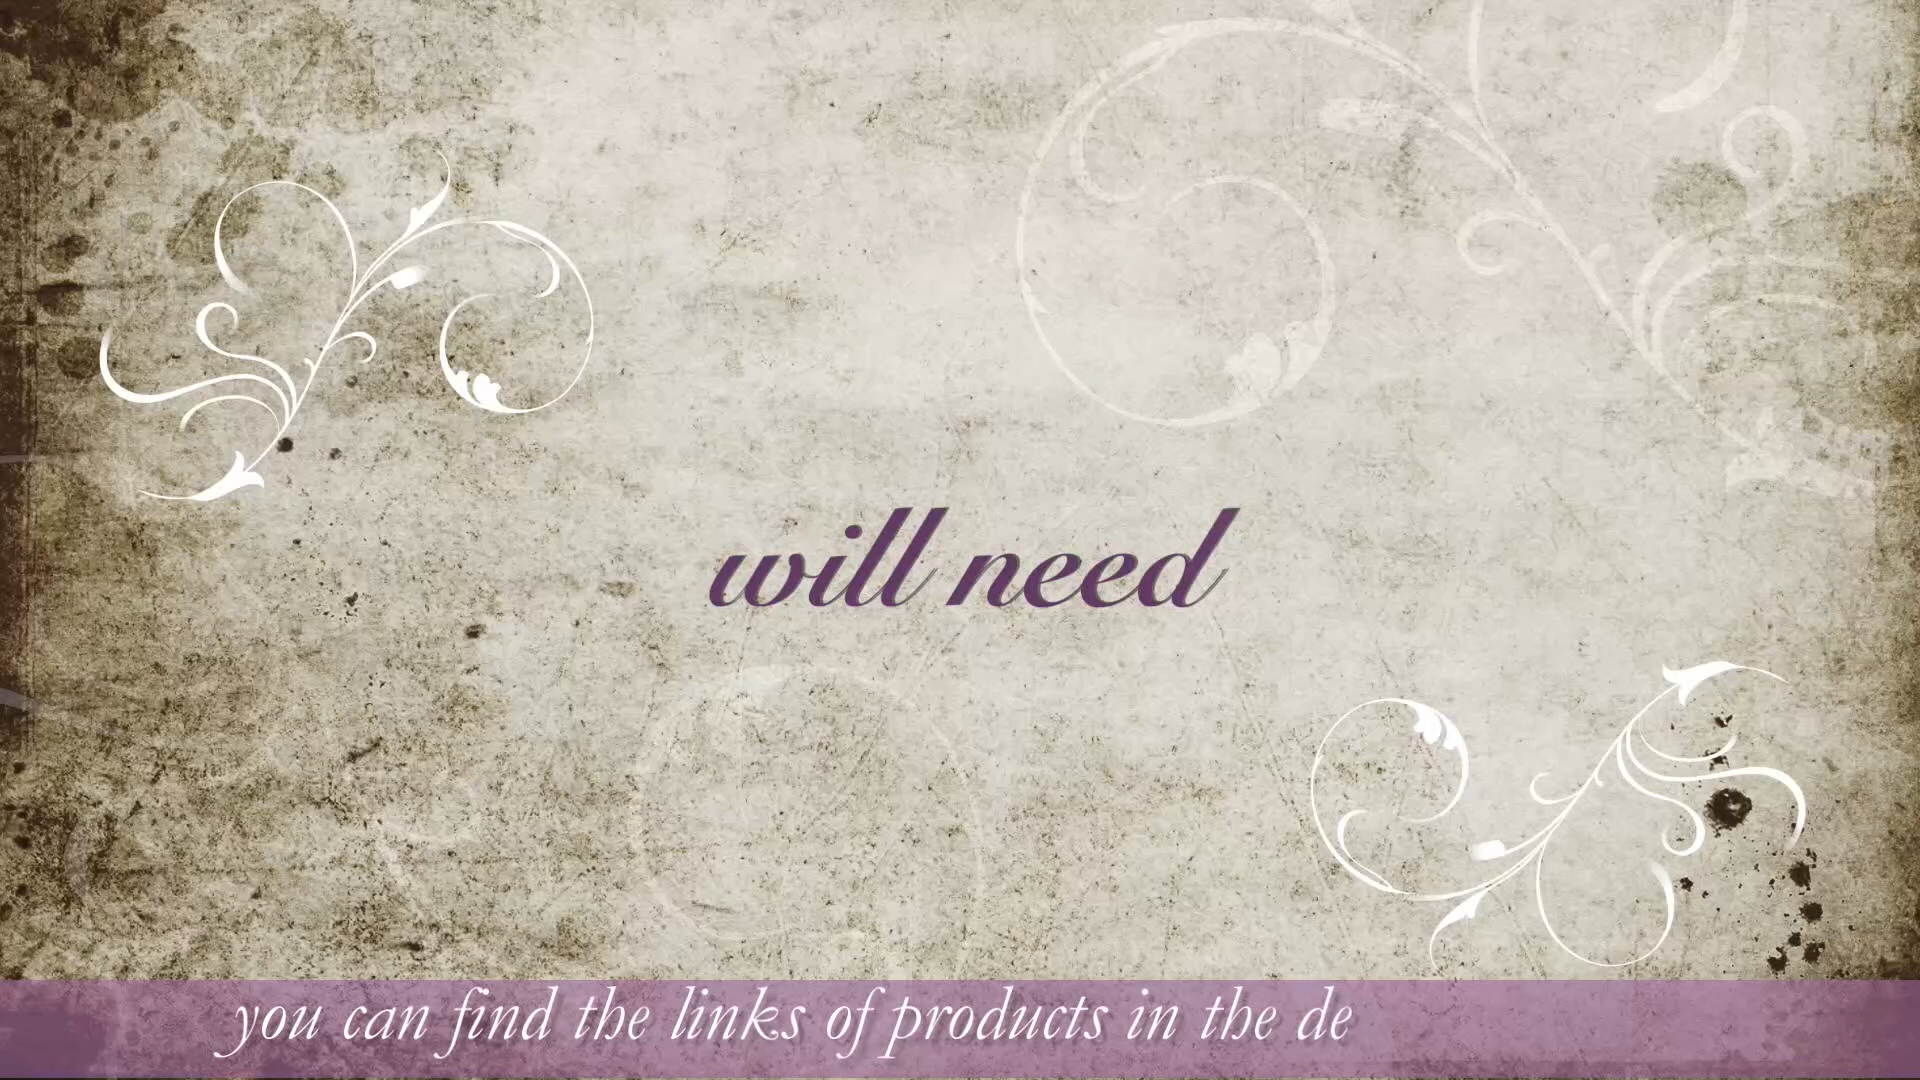 will need
you can find the links of products in the de